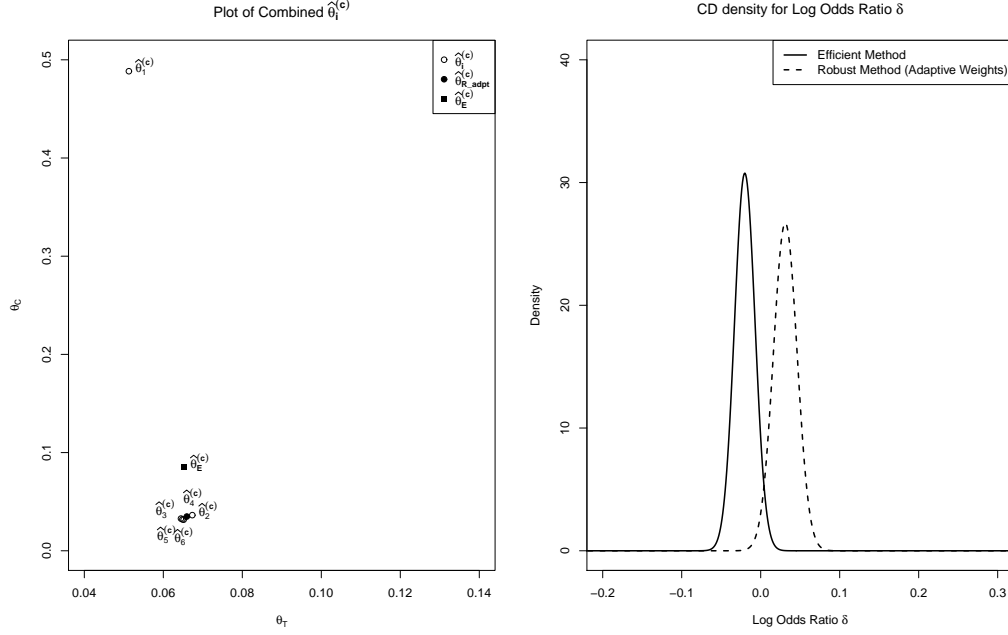 Plot of Combined θ̂ᵢ⁽ᶜ⁾
θ̂₁⁽ᶜ⁾
θ̂ᵢ⁽ᶜ⁾
θ̂R_adpt⁽ᶜ⁾
θ̂E⁽ᶜ⁾
0.5
0.4
0.3
0.2
0.1
0.0
θC
θ̂E⁽ᶜ⁾
θ̂₄⁽ᶜ⁾
θ̂₃⁽ᶜ⁾ θ̂₂⁽ᶜ⁾
θ̂₅⁽ᶜ⁾ θ̂₆⁽ᶜ⁾
0.04 0.06 0.08 0.10 0.12 0.14
θT
CD density for Log Odds Ratio δ
Efficient Method
Robust Method (Adaptive Weights)
40
30
20
10
0
Density
−0.2 −0.1 0.0 0.1 0.2 0.3
Log Odds Ratio δ